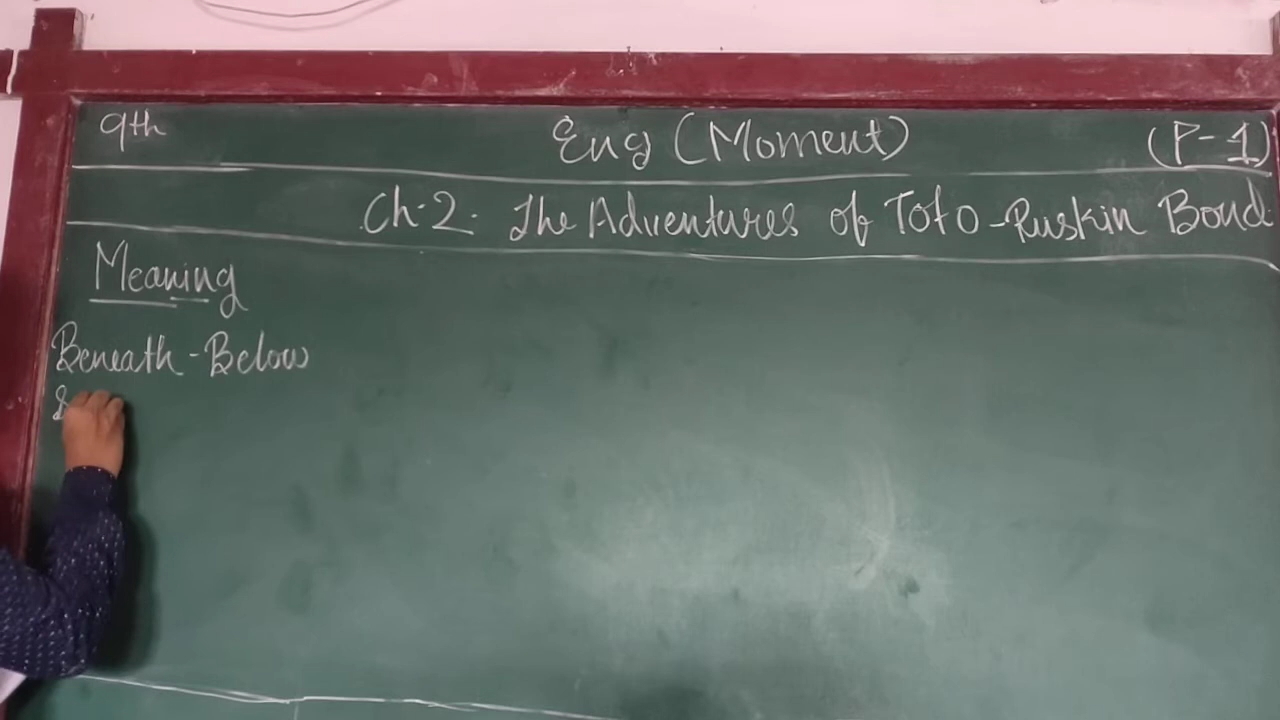 9th Eng (Moment) (P-1)
Ch.2. The Adventures of Toto-Ruskin Bond.
Meaning
Beneath-Below